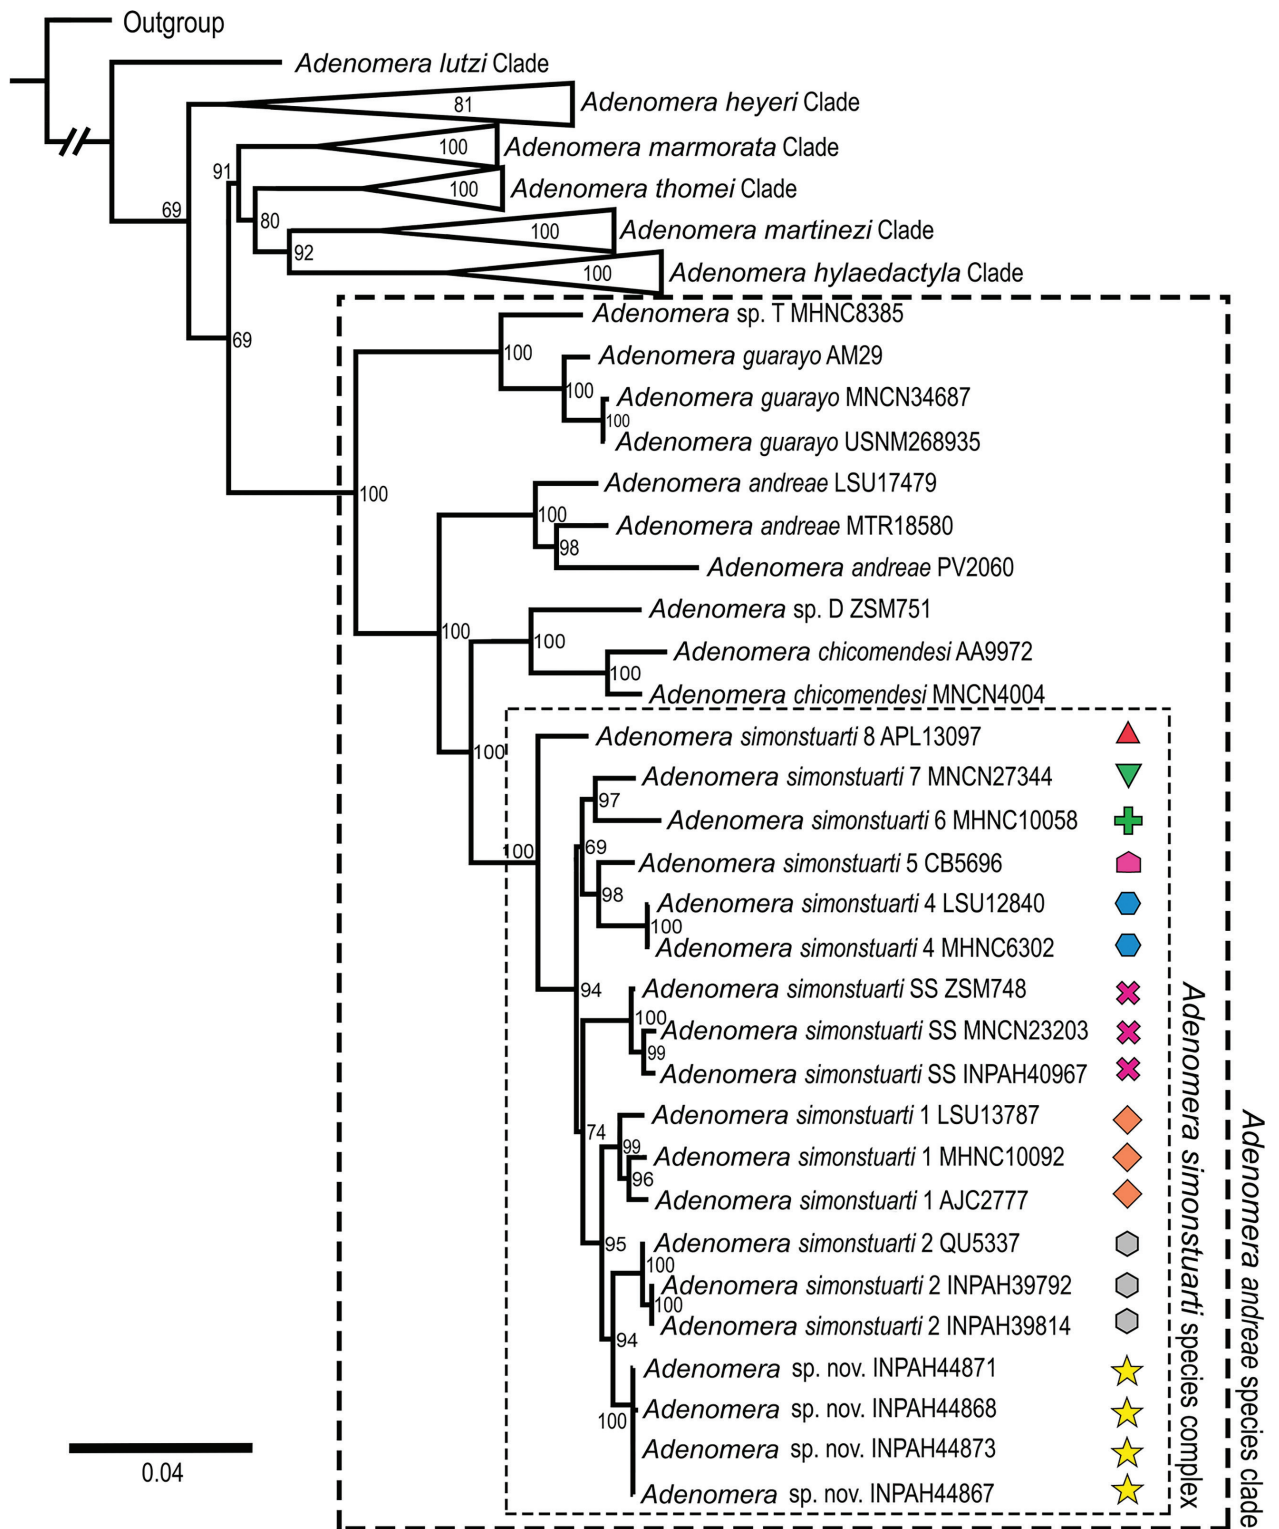 Outgroup
Adenomera lutzi Clade
81
Adenomera heyeri Clade
100
Adenomera marmorata Clade
91
100
Adenomera thomei Clade
69
80
100
Adenomera martinezi Clade
92
100
Adenomera hylaedactyla Clade
69
Adenomera sp. T MHNC8385
100
Adenomera guarayo AM29
100
Adenomera guarayo MNCN34687
100
Adenomera guarayo USNM268935
100
Adenomera andreae LSU17479
100
Adenomera andreae MTR18580
98
Adenomera andreae PV2060
100
Adenomera sp. D ZSM751
100
Adenomera chicomendesi AA9972
100
Adenomera chicomendesi MNCN4004
100
Adenomera simonstuarti 8 APL13097
Adenomera simonstuarti 7 MNCN27344
97
Adenomera simonstuarti 6 MHNC10058
100
69
Adenomera simonstuarti 5 CB5696
98
Adenomera simonstuarti 4 LSU12840
100
Adenomera simonstuarti 4 MHNC6302
94
Adenomera simonstuarti SS ZSM748
100
Adenomera simonstuarti SS MNCN23203
99
Adenomera simonstuarti SS INPAH40967
74
Adenomera simonstuarti 1 LSU13787
99
Adenomera simonstuarti 1 MHNC10092
96
Adenomera simonstuarti 1 AJC2777
95
Adenomera simonstuarti 2 QU5337
100
Adenomera simonstuarti 2 INPAH39792
100
Adenomera simonstuarti 2 INPAH39814
94
Adenomera sp. nov. INPAH44871
Adenomera sp. nov. INPAH44868
100
Adenomera sp. nov. INPAH44873
Adenomera sp. nov. INPAH44867
Adenomera simonstuarti species complex
Adenomera andreae species clade
0.04